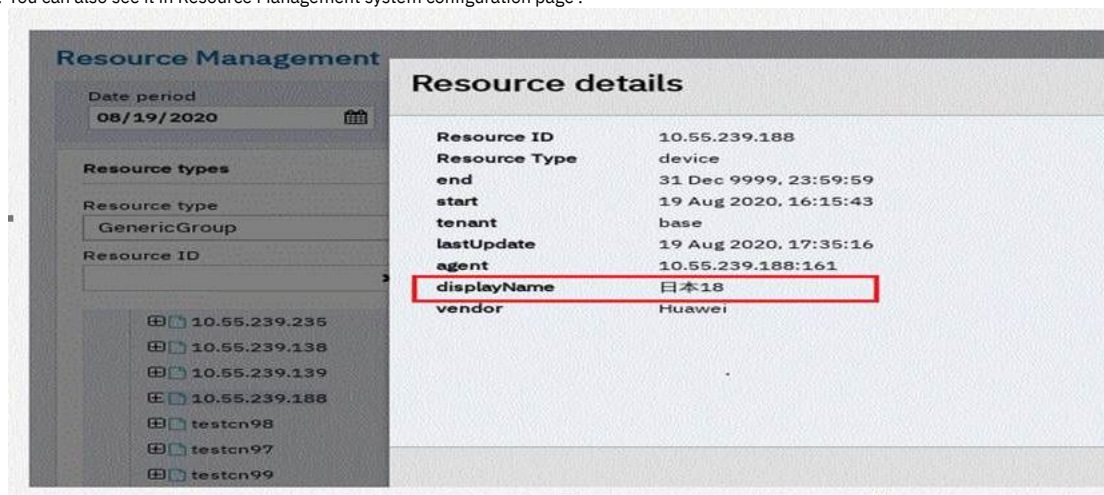 . You can also see it in Resource Management system configuration page .
Resource Management
Date period
08/19/2020
Resource types
Resource type
GenericGroup
Resource ID
10.55.239.235
10.55.239.138
10.55.239.139
10.55.239.188
testcn98
testcn97
testcn99
Resource details
Resource ID 10.55.239.188
Resource Type device
end 31 Dec 9999, 23:59:59
start 19 Aug 2020, 16:15:43
tenant base
lastUpdate 19 Aug 2020, 17:35:16
agent 10.55.239.188:161
displayName 日本18
vendor Huawei